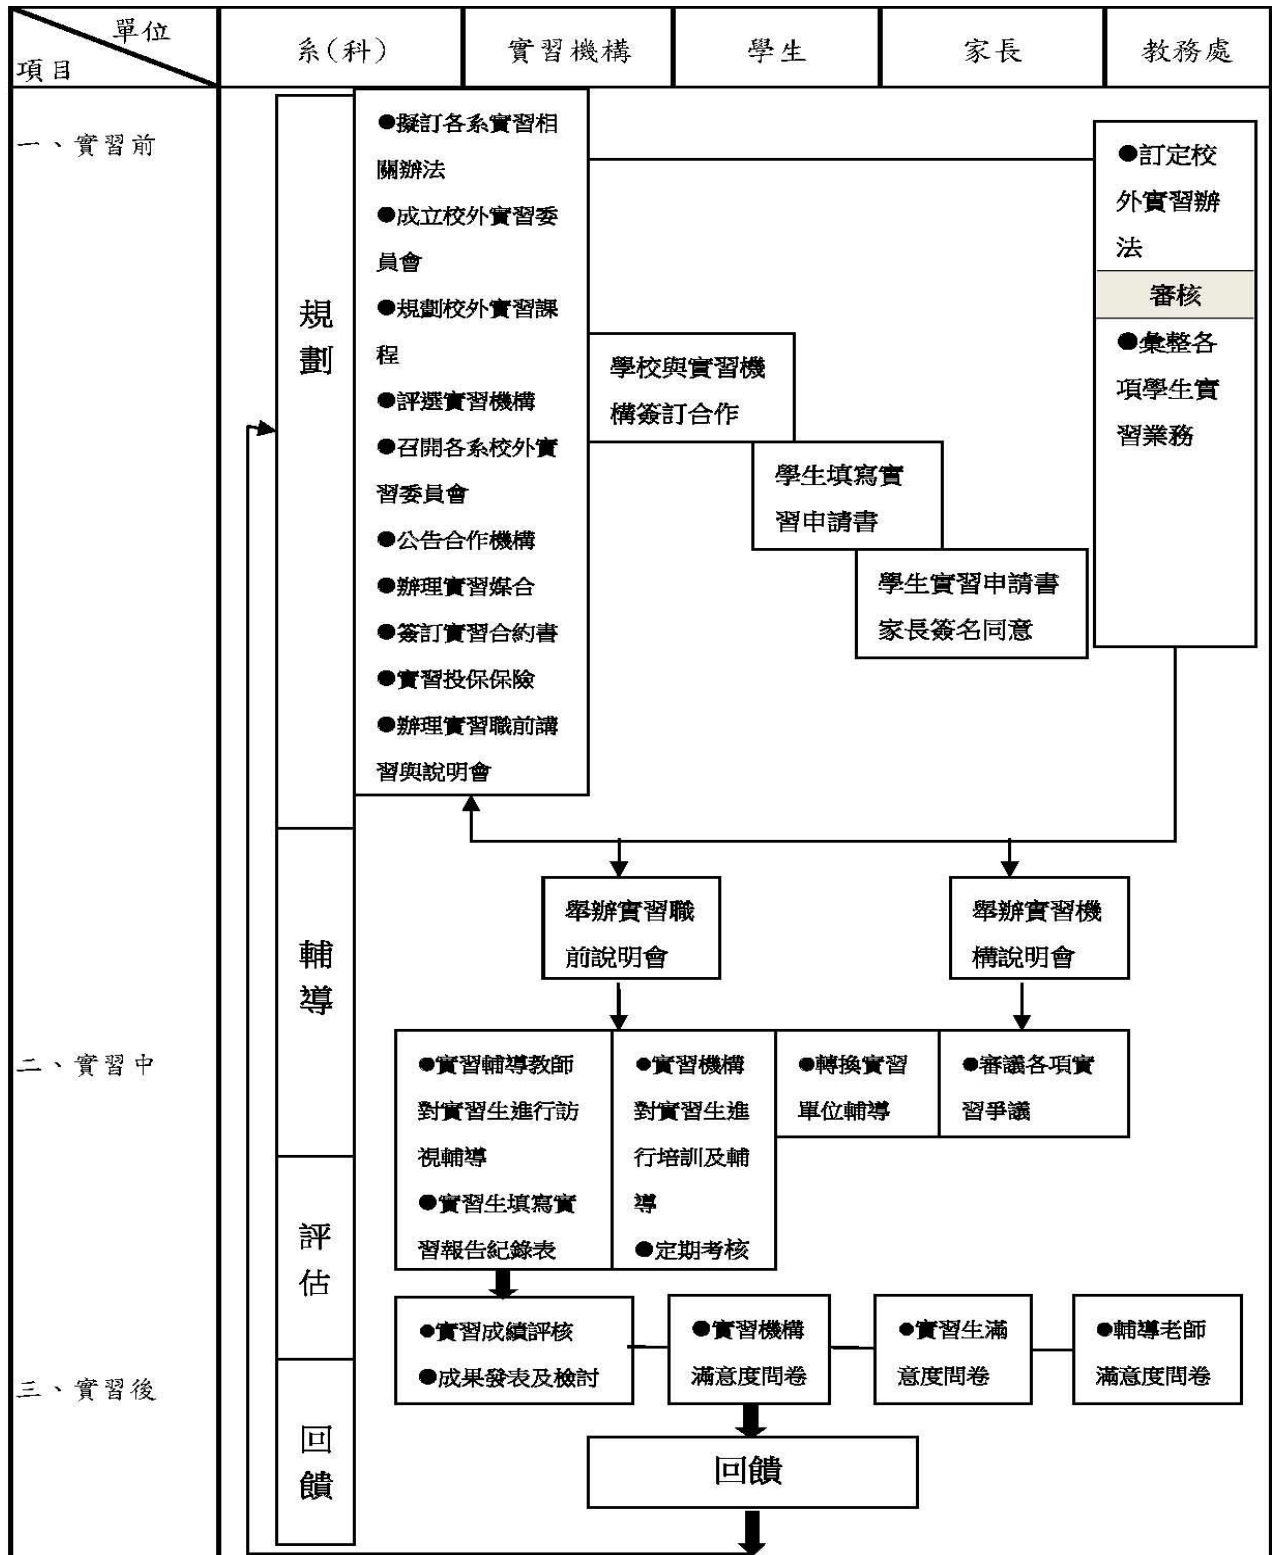 單位
項目
系(科)
實習機構
學生
家長
教務處
一、實習前
規
劃
●擬訂各系實習相
關辦法
●成立校外實習委
員會
●規劃校外實習課
程
●評選實習機構
●召開各系校外實
習委員會
●公告合作機構
●辦理實習媒合
●簽訂實習合約書
●實習投保保險
●辦理實習職前講
習與說明會
學校與實習機
構簽訂合作
學生填寫實
習申請書
學生實習申請書
家長簽名同意
●訂定校
外實習辦
法
審核
●彙整各
項學生實
習業務
輔
導
舉辦實習職
前說明會
舉辦實習機
構說明會
二、實習中
●實習輔導教師
對實習生進行訪
視輔導
●實習生填寫實
習報告紀錄表
●實習機構
對實習生進
行培訓及輔
導
●定期考核
●轉換實習
單位輔導
●審議各項實
習爭議
評
估
三、實習後
●實習成績評核
●成果發表及檢討
●實習機構
滿意度問卷
●實習生滿
意度問卷
●輔導老師
滿意度問卷
回
饋
回饋